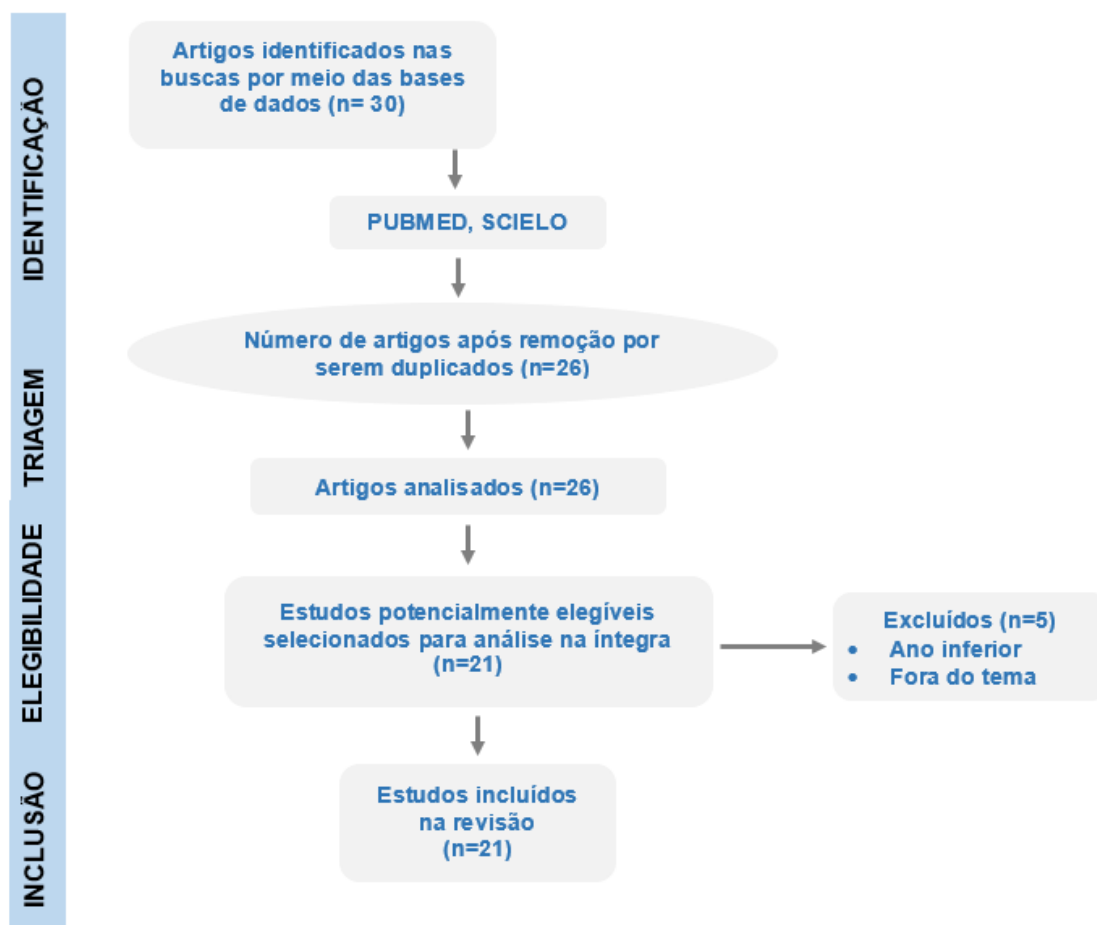 IDENTIFICAÇÃO
Artigos identificados nas
buscas por meio das bases
de dados (n= 30)
PUBMED, SCIELO
Número de artigos após remoção por
serem duplicados (n=26)
TRIAGEM
Artigos analisados (n=26)
ELEGIBILIDADE
Estudos potencialmente elegíveis
selecionados para análise na íntegra
(n=21)
Excluídos (n=5)
• Ano inferior
• Fora do tema
INCLUSÃO
Estudos incluídos
na revisão
(n=21)